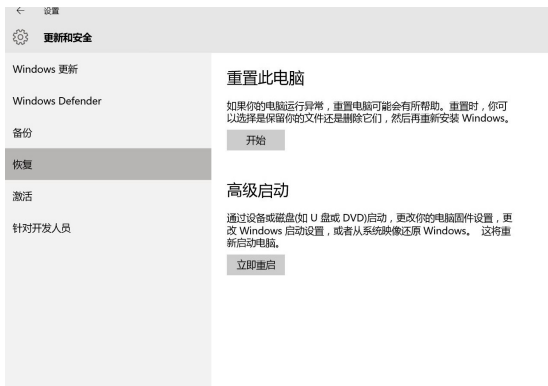 ← 设置
更新和安全
Windows 更新
Windows Defender
备份
恢复
激活
针对开发人员
重置此电脑
如果你的电脑运行异常，重置电脑可能会有所帮助。重置时，你可
以选择是保留你的文件还是删除它们，然后再重新安装 Windows。
开始
高级启动
通过设备或磁盘(如 U 盘或 DVD)启动，更改你的电脑固件设置，更
改 Windows 启动设置，或者从系统映像还原 Windows。 这将重
新启动电脑。
立即重启